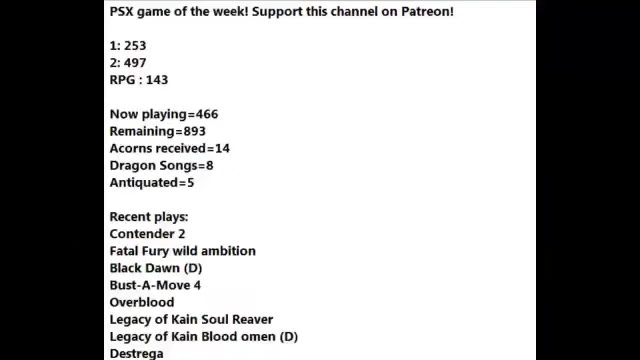 PSX game of the week! Support this channel on Patreon!
1: 253
2: 497
RPG : 143
Now playing=466
Remaining=893
Acorns received=14
Dragon Songs=8
Antiquated=5
Recent plays:
Contender 2
Fatal Fury wild ambition
Black Dawn (D)
Bust-A-Move 4
Overblood
Legacy of Kain Soul Reaver
Legacy of Kain Blood omen (D)
Destrega